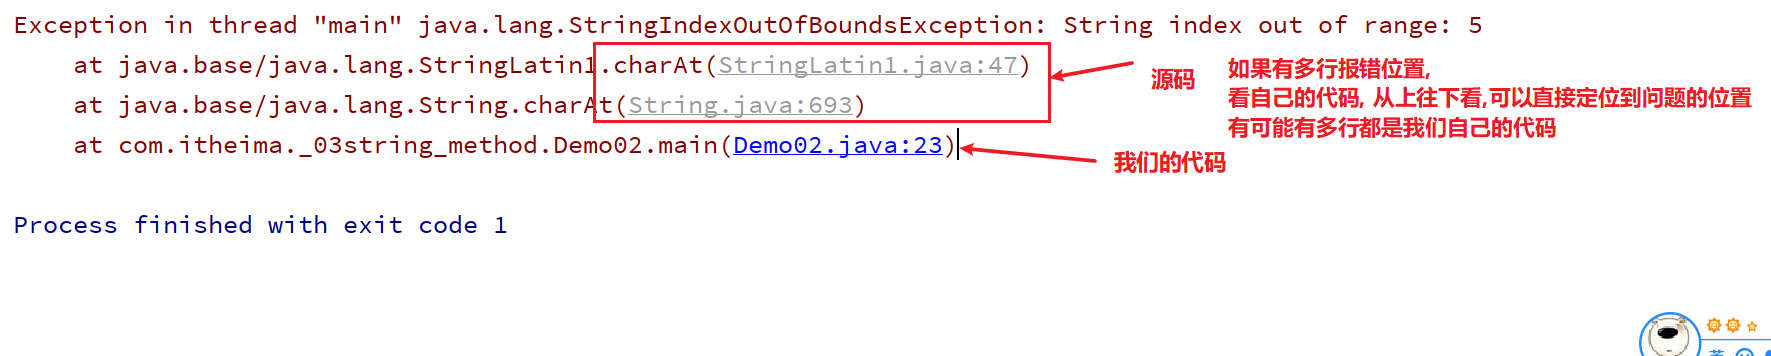 Exception in thread "main" java.lang.StringIndexOutOfBoundsException: String index out of range: 5
at java.base/java.lang.StringLatin1.charAt(StringLatin1.java:47)
at java.base/java.lang.String.charAt(String.java:693)
at com.itheima._03string_method.Demo02.main(Demo02.java:23)
源码
如果有多行报错位置,
看自己的代码, 从上往下看,可以直接定位到问题的位置
有可能有多行都是我们自己的代码
我们的代码
Process finished with exit code 1